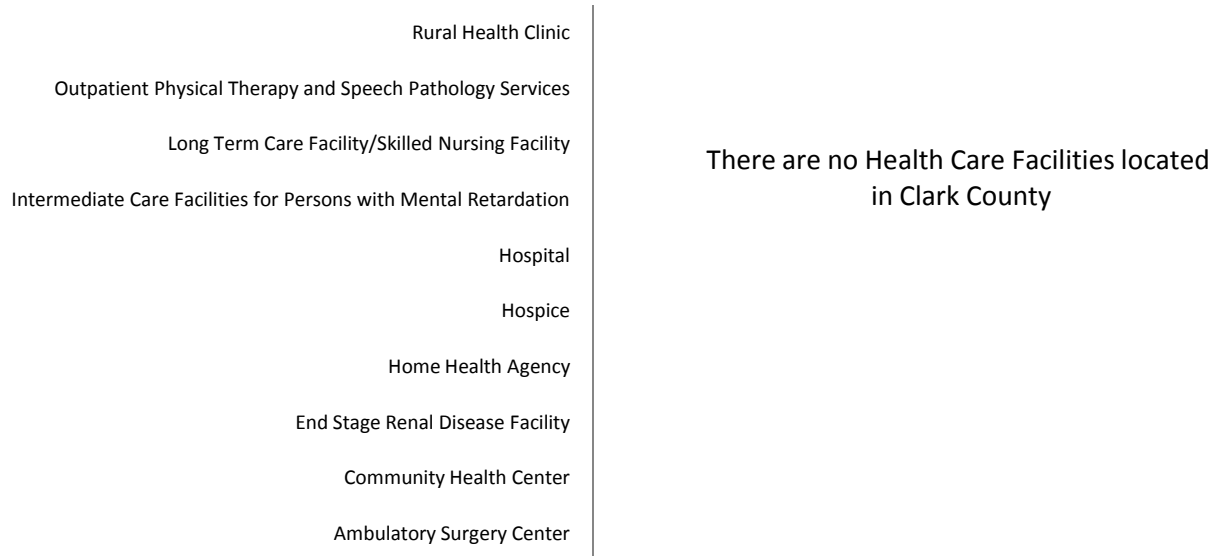 Rural Health Clinic
Outpatient Physical Therapy and Speech Pathology Services
Long Term Care Facility/Skilled Nursing Facility
Intermediate Care Facilities for Persons with Mental Retardation
Hospital
Hospice
Home Health Agency
End Stage Renal Disease Facility
Community Health Center
Ambulatory Surgery Center
There are no Health Care Facilities located
in Clark County